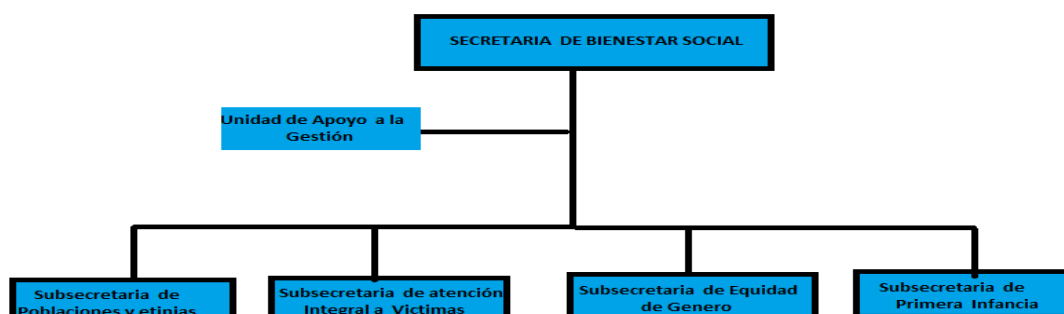 SECRETARIA DE BIENESTAR SOCIAL
Unidad de Apoyo a la
Gestión
Subsecretaria de
Poblaciones y etinias
Subsecretaria de atención
Integral a Victimas
Subsecretaria de Equidad
de Genero
Subsecretaria de
Primera Infancia